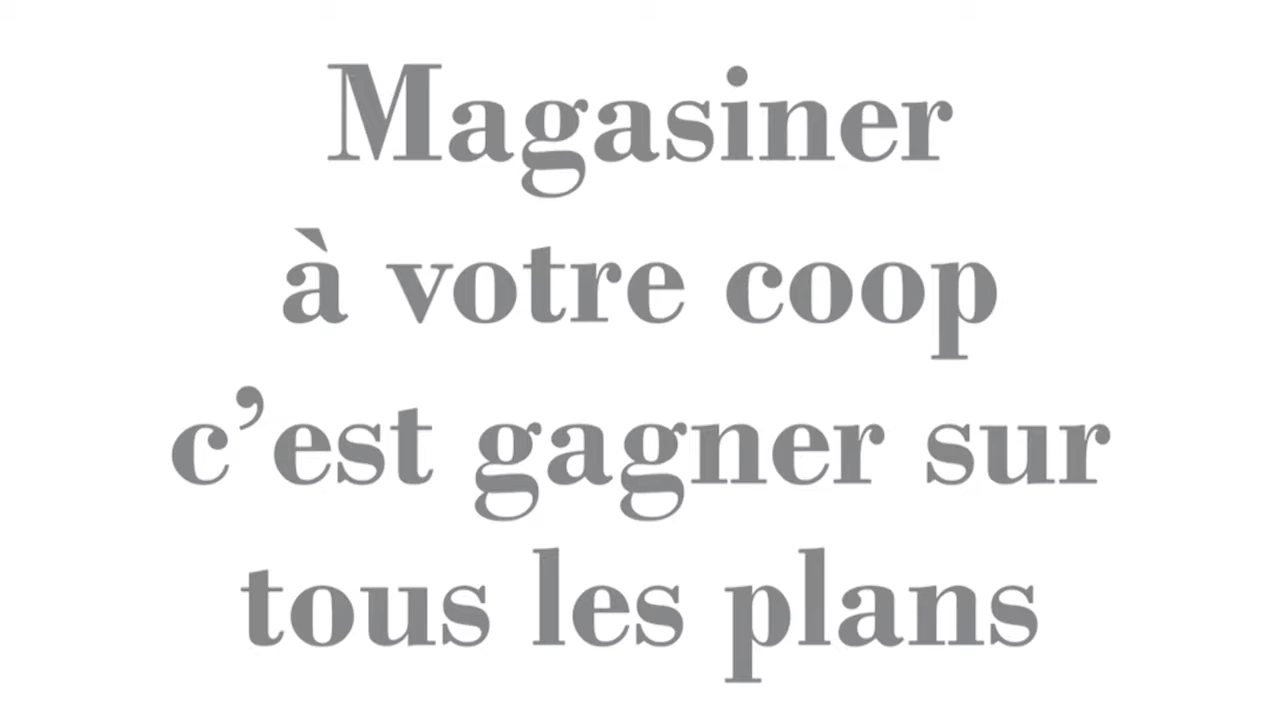 Magasiner
à votre coop
c’est gagner sur
tous les plans